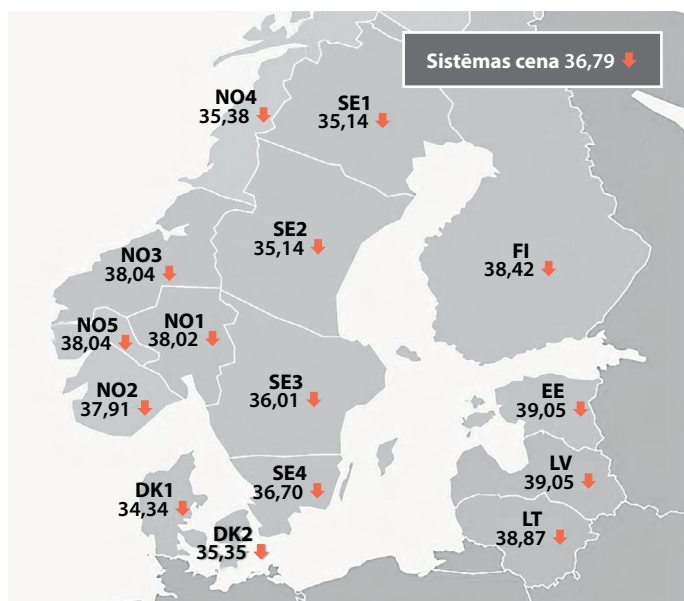 Sistēmas cena 36,79
NO4
35,38
SE1
35,14
SE2
35,14
FI
38,42
NO3
38,04
NO5
38,04
NO1
38,02
NO2
37,91
SE3
36,01
EE
39,05
SE4
36,70
LV
39,05
DK1
34,34
LT
38,87
DK2
35,35